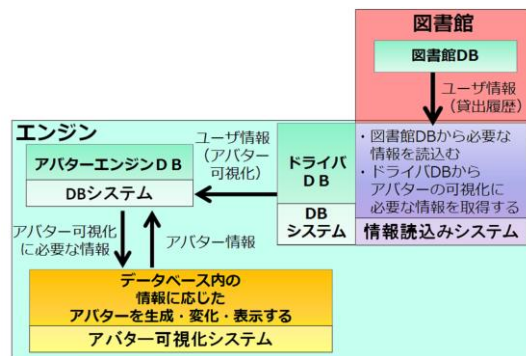 図書館
図書館DB
ユーザ情報
（貸出履歴）
エンジン
アバターエンジンDB
DBシステム
ユーザ情報
（アバター
可視化）
ドライバ
DB
DB
システム
・図書館DBから必要な
情報を読込む
・ドライバDBから
アバターの可視化に
必要な情報を取得する
情報読込みシステム
アバター可視化
に必要な情報
アバター情報
データベース内の
情報に応じた
アバターを生成・変化・表示する
アバター可視化システム